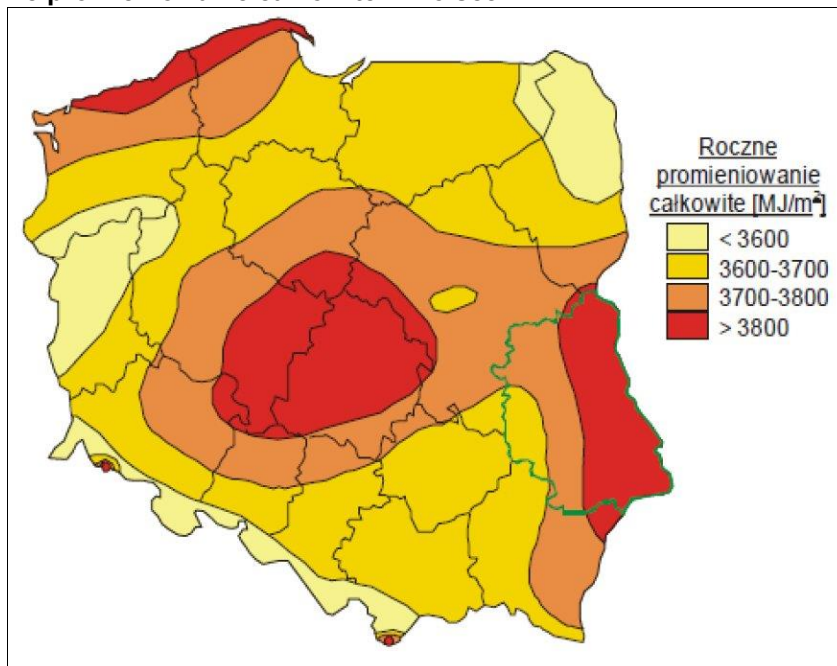 Roczne
promieniowanie
całkowite [MJ/m²]
< 3600
3600-3700
3700-3800
> 3800